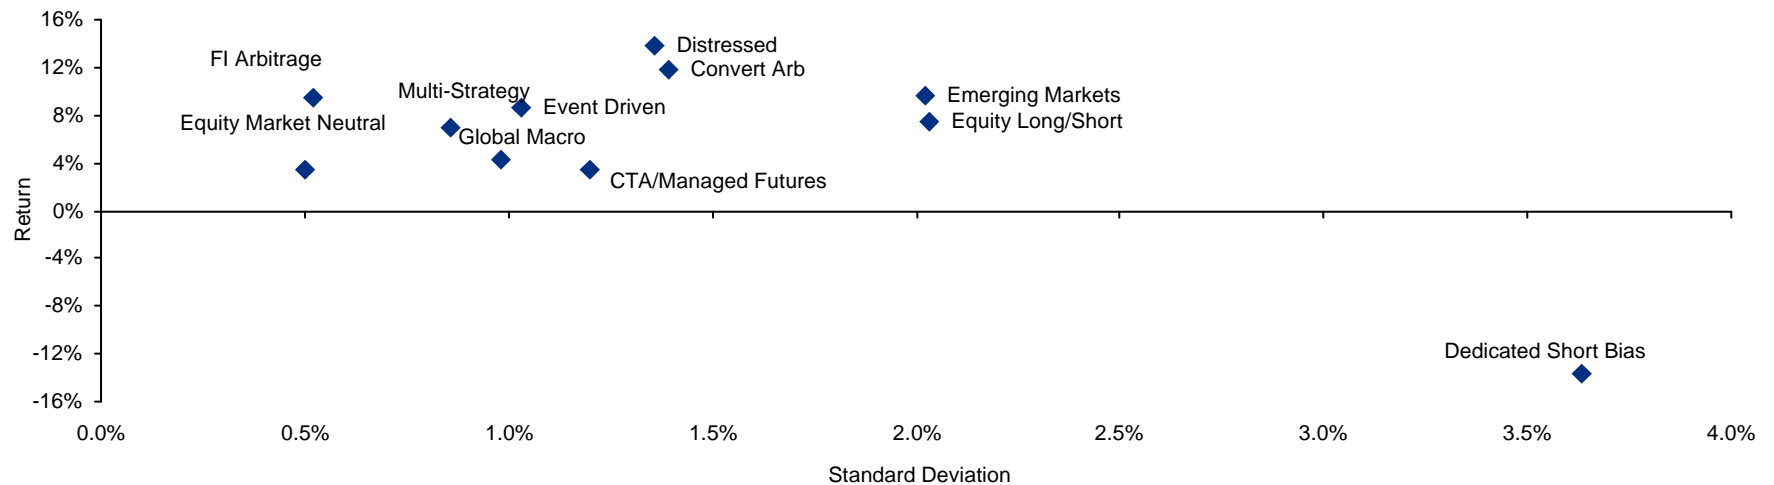 16%
Distressed
FI Arbitrage
12%
Convert Arb
Multi-Strategy
Emerging Markets
Event Driven
8%
Equity Market Neutral
Equity Long/Short
Global Macro
4%
CTA/Managed Futures
Return
0%
-4%
-8%
-12%
Dedicated Short Bias
-16%
0.0% 0.5% 1.0% 1.5% 2.0% 2.5% 3.0% 3.5% 4.0%
Standard Deviation